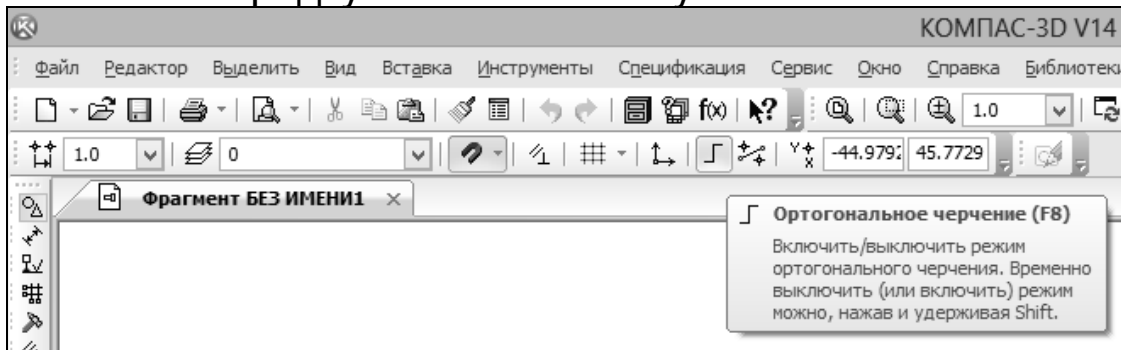 КОМПАС-3D V14
Файл Редактор Выделить Вид Вставка Инструменты Спецификация Сервис Окно Справка Библиотеки
f(x) 1.0
1.0 0 -44.979 45.7729
Фрагмент БЕЗ ИМЕНИ1
Ортогональное черчение (F8)
Включить/выключить режим
ортогонального черчения. Временно
выключить (или включить) режим
можно, нажав и удерживая Shift.